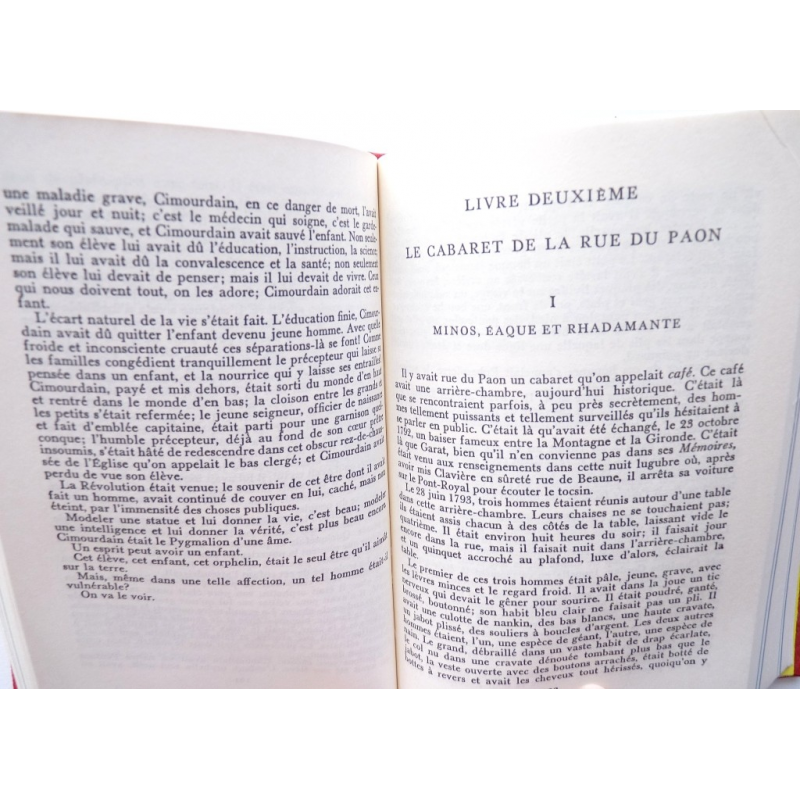 une maladie grave, Cimourdain, en ce danger de mort, l'avait
veillé jour et nuit; c'est le médecin qui soigne, c'est le garde-
malade qui sauve, et Cimourdain avait sauvé l'enfant. Non seule-
ment son élève lui avait dû l'éducation, l'instruction, la science;
mais il lui avait dû la convalescence et la santé; non seulement
son élève lui devait de penser; mais il lui devait de vivre. Ceux
qui nous doivent tout, on les adore; Cimourdain adorait cet en-
fant.
L'écart naturel de la vie s'était fait. L'éducation finie, Cimour-
dain avait dû quitter l'enfant devenu jeune homme. Avec quelle
froide et inconsciente cruauté ces séparations-là se font! Comme
les familles congédient tranquillement le précepteur qui laisse sa
pensée dans un enfant, et la nourrice qui y laisse ses entrailles!
Cimourdain, payé et mis dehors, était sorti du monde d'en haut
et rentré dans le monde d'en bas; la cloison entre les grands et
les petits s'était refermée; le jeune seigneur, officier de naissance
et fait d'emblée capitaine, était parti pour une garnison quel-
conque; l'humble précepteur, déjà au fond de son cœur prêtre
insoumis, s'était hâté de redescendre dans cet obscur rez-de-chaus-
sée de l'Église qu'on appelait le bas clergé; et Cimourdain avait
perdu de vue son élève.
La Révolution était venue; le souvenir de cet être dont il avait
fait un homme, avait continué de couver en lui, caché, mais non
éteint, par l'immensité des choses publiques.
Modeler une statue et lui donner la vie, c'est beau; modeler
une intelligence et lui donner la vérité, c'est plus beau encore.
Cimourdain était le Pygmalion d'une âme.
Un esprit peut avoir un enfant.
Cet élève, cet enfant, cet orphelin, était le seul être qu'il aimât
sur la terre.
Mais, même dans une telle affection, un tel homme était-il
vulnérable?
On va le voir.
LIVRE DEUXIÈME
LE CABARET DE LA RUE DU PAON
I
MINOS, ÉAQUE ET RHADAMANTE
Il y avait rue du Paon un cabaret qu'on appelait café. Ce café
avait une arrière-chambre, aujourd'hui historique. C'était là
que se rencontraient parfois, à peu près secrètement, des hom-
mes tellement puissants et tellement surveillés qu'ils hésitaient à
se parler en public. C'était là qu'avait été échangé, le 23 octobre
1792, un baiser fameux entre la Montagne et la Gironde. C'était
là que Garat, bien qu'il n'en convienne pas dans ses Mémoires,
était venu aux renseignements dans cette nuit lugubre où, après
avoir mis Clavière en sûreté rue de Beaune, il arrêta sa voiture
sur le Pont-Royal pour écouter le tocsin.
Le 28 juin 1793, trois hommes étaient réunis autour d'une table
dans cette arrière-chambre. Leurs chaises ne se touchaient pas;
ils étaient assis chacun à des côtés de la table, laissant vide le
quatrième. Il était environ huit heures du soir; il faisait jour
encore dans la rue, mais il faisait nuit dans l'arrière-chambre,
et un quinquet accroché au plafond, luxe d'alors, éclairait la
table.
Le premier de ces trois hommes était pâle, jeune, grave, avec
les lèvres minces et le regard froid. Il avait dans la joue un tic
nerveux qui devait le gêner pour sourire. Il était poudré, ganté,
brossé, boutonné; son habit bleu clair ne faisait pas un pli. Il
avait une culotte de nankin, des bas blancs, une haute cravate,
un jabot plissé, des souliers à boucles d'argent. Les deux autres
hommes étaient, l'un, une espèce de géant, l'autre, une espèce de
nain. Le grand, débraillé dans un vaste habit de drap écarlate,
le col nu dans une cravate dénouée tombant plus bas que le
jabot, la veste ouverte avec des boutons arrachés, était botté de
bottes à revers et avait les cheveux tout hérissés, quoiqu'on y